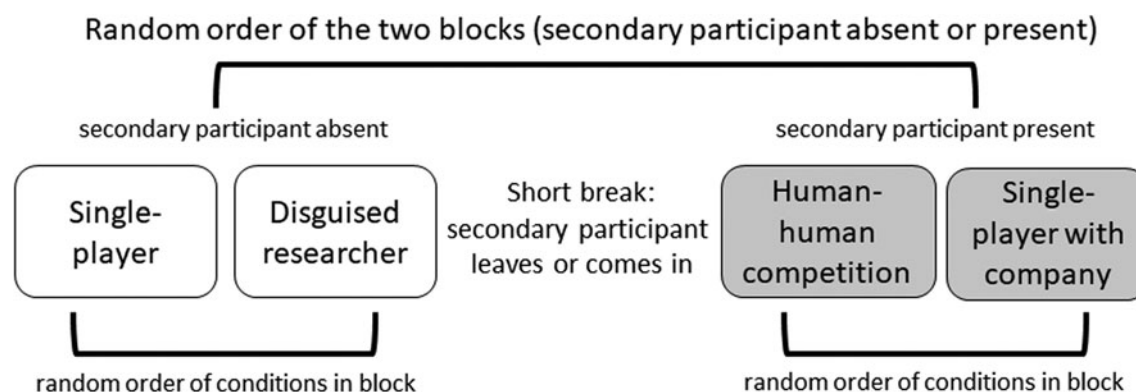 Random order of the two blocks (secondary participant absent or present)
secondary participant absent
secondary participant present
Single-
player
Disguised
researcher
Short break:
secondary participant
leaves or comes in
Human-
human
competition
Single-
player with
company
random order of conditions in block
random order of conditions in block